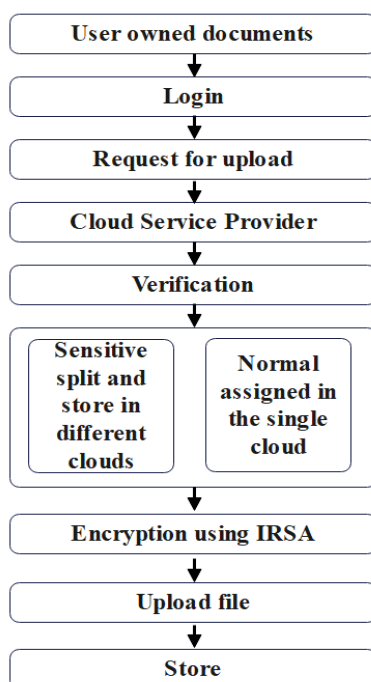 User owned documents
Login
Request for upload
Cloud Service Provider
Verification
Sensitive
split and
store in
different
clouds
Normal
assigned in
the single
cloud
Encryption using IRSA
Upload file
Store